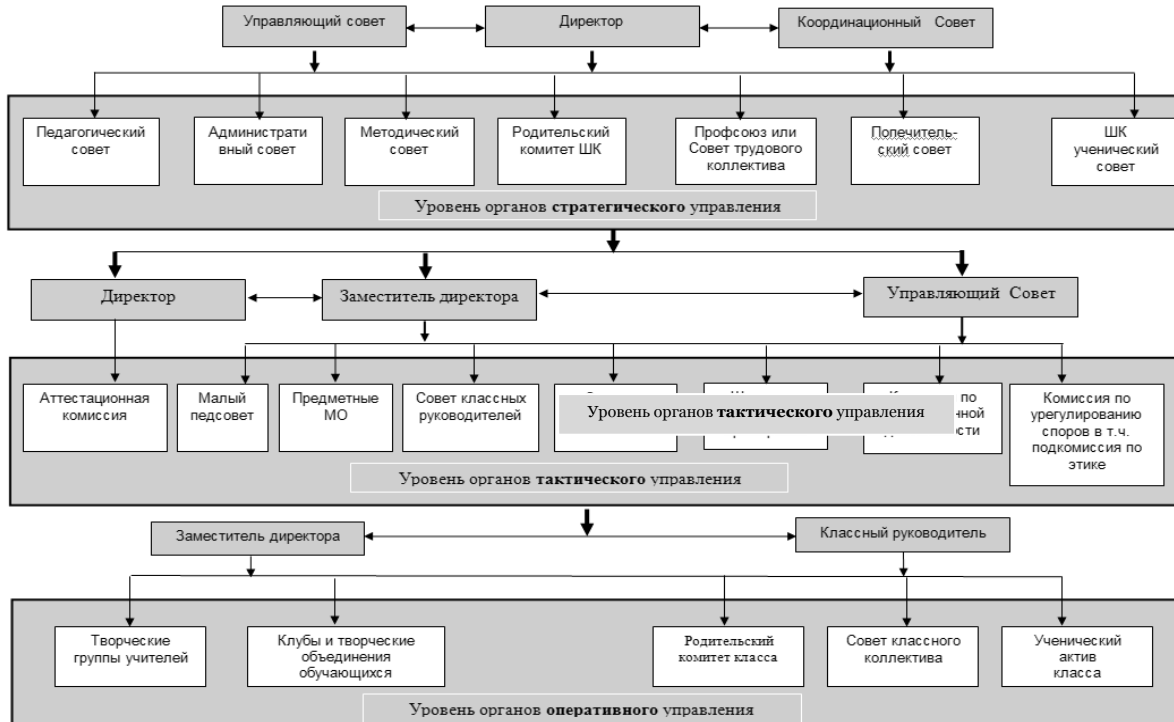 Управляющий совет
Директор
Координационный Совет
Педагогический
совет
Администрати
вный совет
Методический
совет
Родительский
комитет ШК
Профсоюз или
Совет трудового
коллектива
Попечитель-
ский совет
ШК
ученический
совет
Уровень органов стратегического управления
Директор
Заместитель директора
Управляющий Совет
Аттестационная
комиссия
Малый
педсовет
Предметные
МО
Совет классных
руководителей
по
Комиссия по
урегулированию
споров в т.ч.
подкомиссия по
этике
Уровень органов тактического управления
Уровень органов тактического управления
Заместитель директора
Классный руководитель
Творческие
группы учителей
Клубы и творческие
объединения
обучающихся
Родительский
комитет класса
Совет классного
коллектива
Ученический
актив
класса
Уровень органов оперативного управления